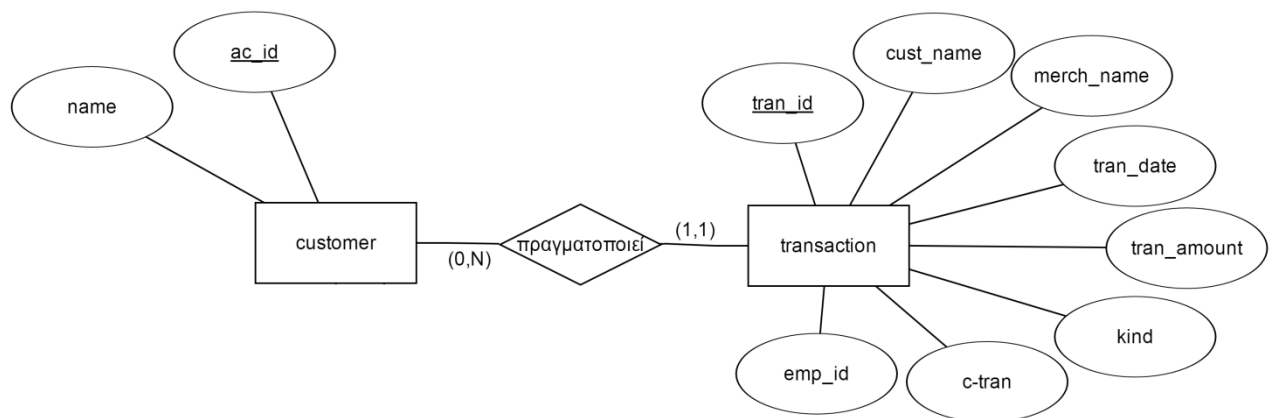 ac_id
name
customer
(0,N)
πραγματοποιεί
(1,1)
tran_id
cust_name
merch_name
tran_date
tran_amount
transaction
kind
c-tran
emp_id